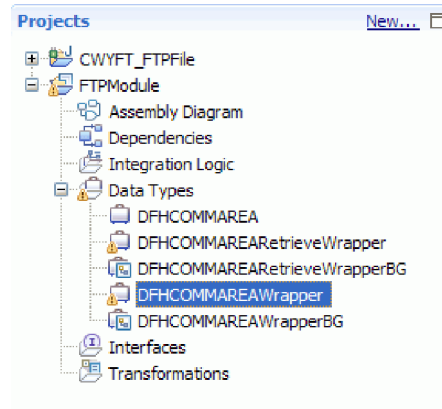 Projects New...
CWYFT_FTPFile
FTPModule
Assembly Diagram
Dependencies
Integration Logic
Data Types
DFHCOMMAREA
DFHCOMMAREARetrieveWrapper
DFHCOMMAREARetrieveWrapperBG
DFHCOMMAREAWrapper
DFHCOMMAREAWrapperBG
Interfaces
Transformations